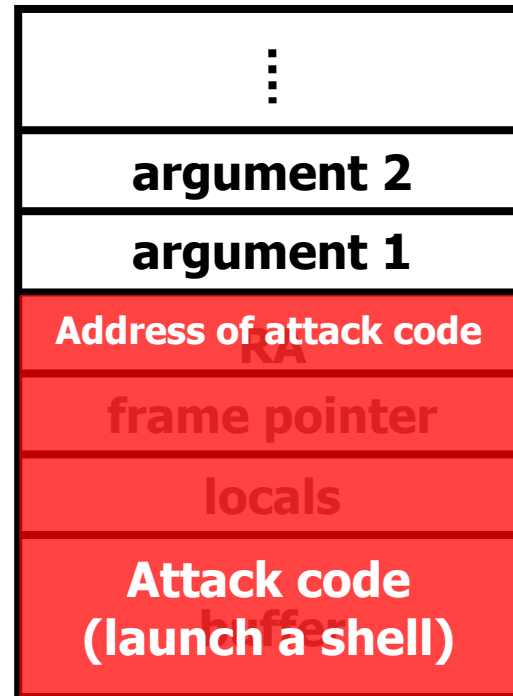 ⋮
argument 2
argument 1
Address of attack code
RA
frame pointer
locals
Attack code
(launch a shell)
buffer